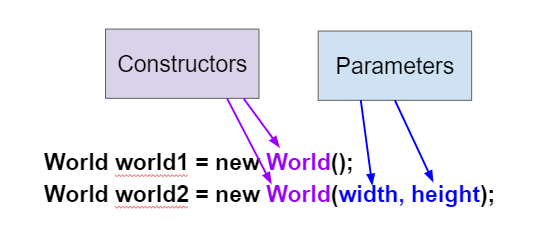 Constructors
Parameters
World world1 = new World();
World world2 = new World(width, height);